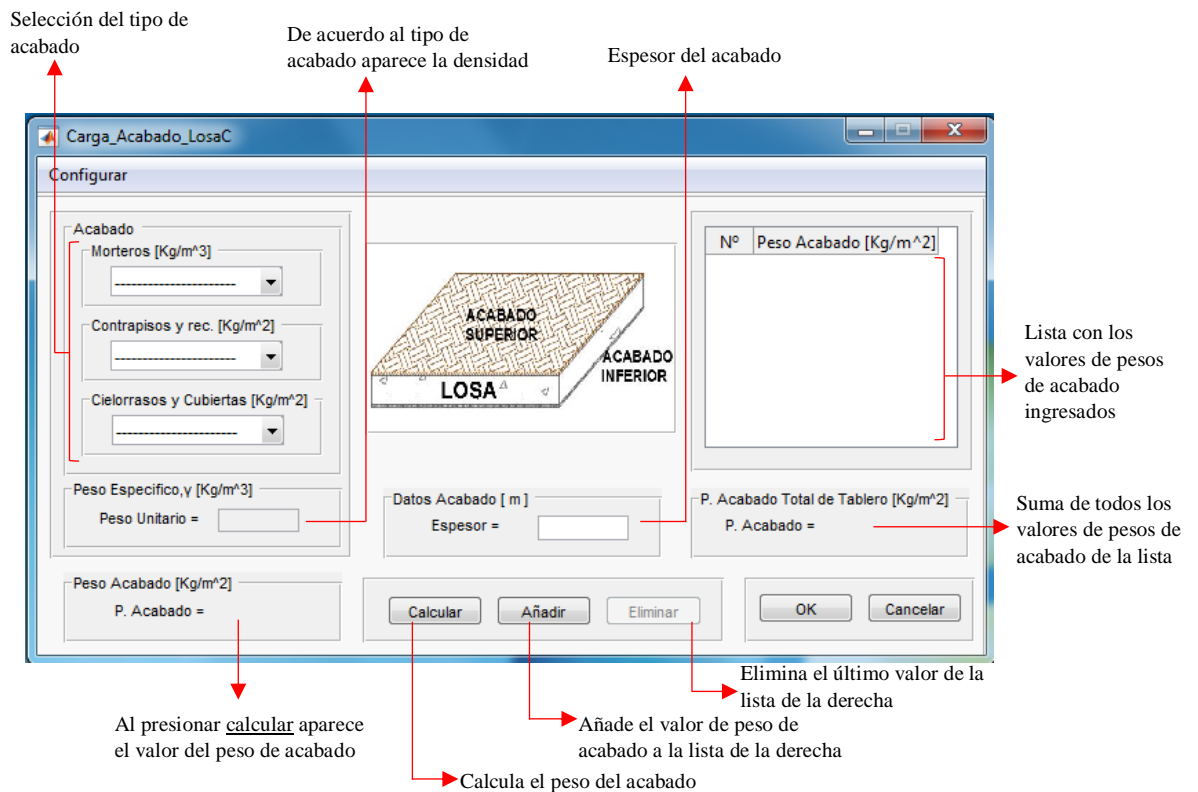 Selección del tipo de
acabado
De acuerdo al tipo de
acabado aparece la densidad
Espesor del acabado
Carga_Acabado_LosaC
Configurar
Acabado
Morteros [Kg/m^3]
----------------------
Contrapisos y rec. [Kg/m^2]
----------------------
Cielorrasos y Cubiertas [Kg/m^2]
----------------------
Peso Especifico,γ [Kg/m^3]
Peso Unitario =
Peso Acabado [Kg/m^2]
P. Acabado =
ACABADO
SUPERIOR
ACABADO
INFERIOR
LOSA
Datos Acabado [ m ]
Espesor =
Calcular Añadir Eliminar
Nº Peso Acabado [Kg/m^2]
P. Acabado Total de Tablero [Kg/m^2]
P. Acabado =
OK Cancelar
Lista con los
valores de pesos
de acabado
ingresados
Suma de todos los
valores de pesos de
acabado de la lista
Elimina el último valor de la
lista de la derecha
Al presionar calcular aparece
el valor del peso de acabado
Añade el valor de peso de
acabado a la lista de la derecha
Calcula el peso del acabado